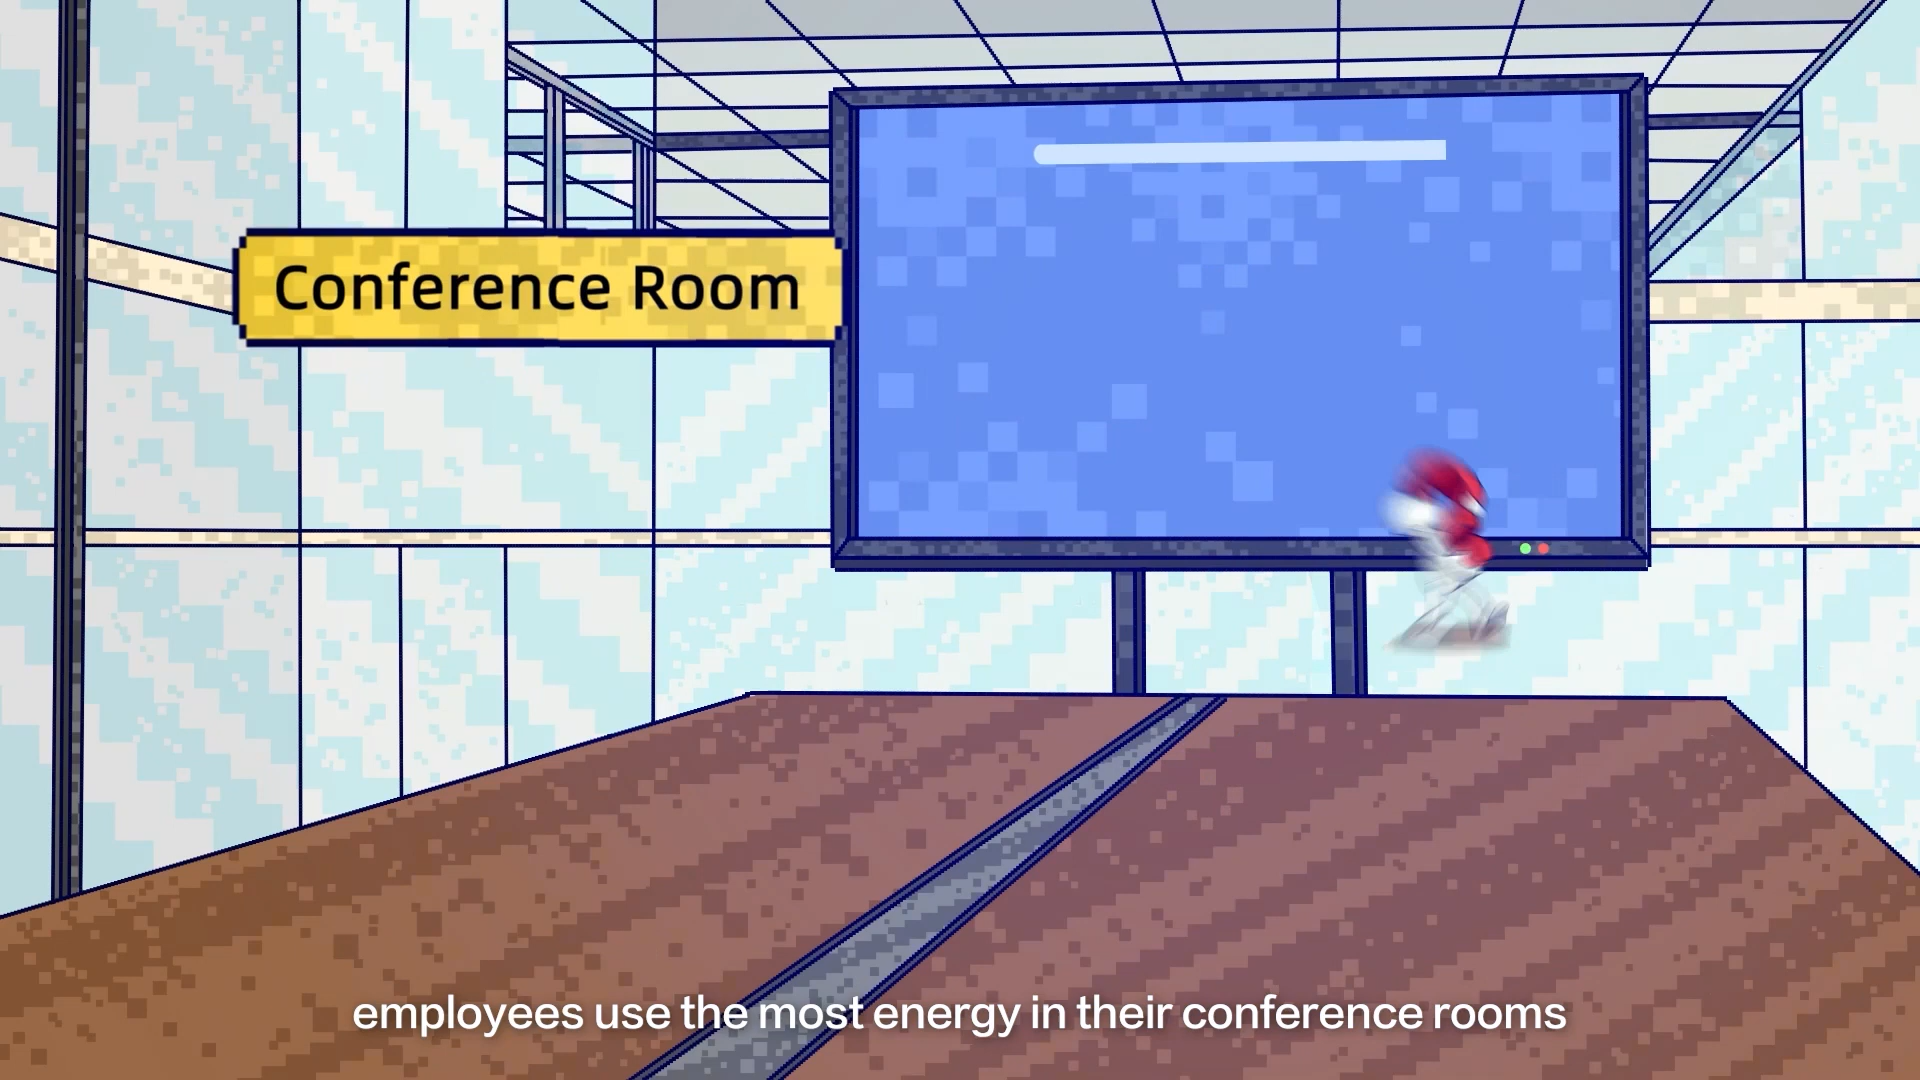 Conference Room
employees use the most energy in their conference rooms